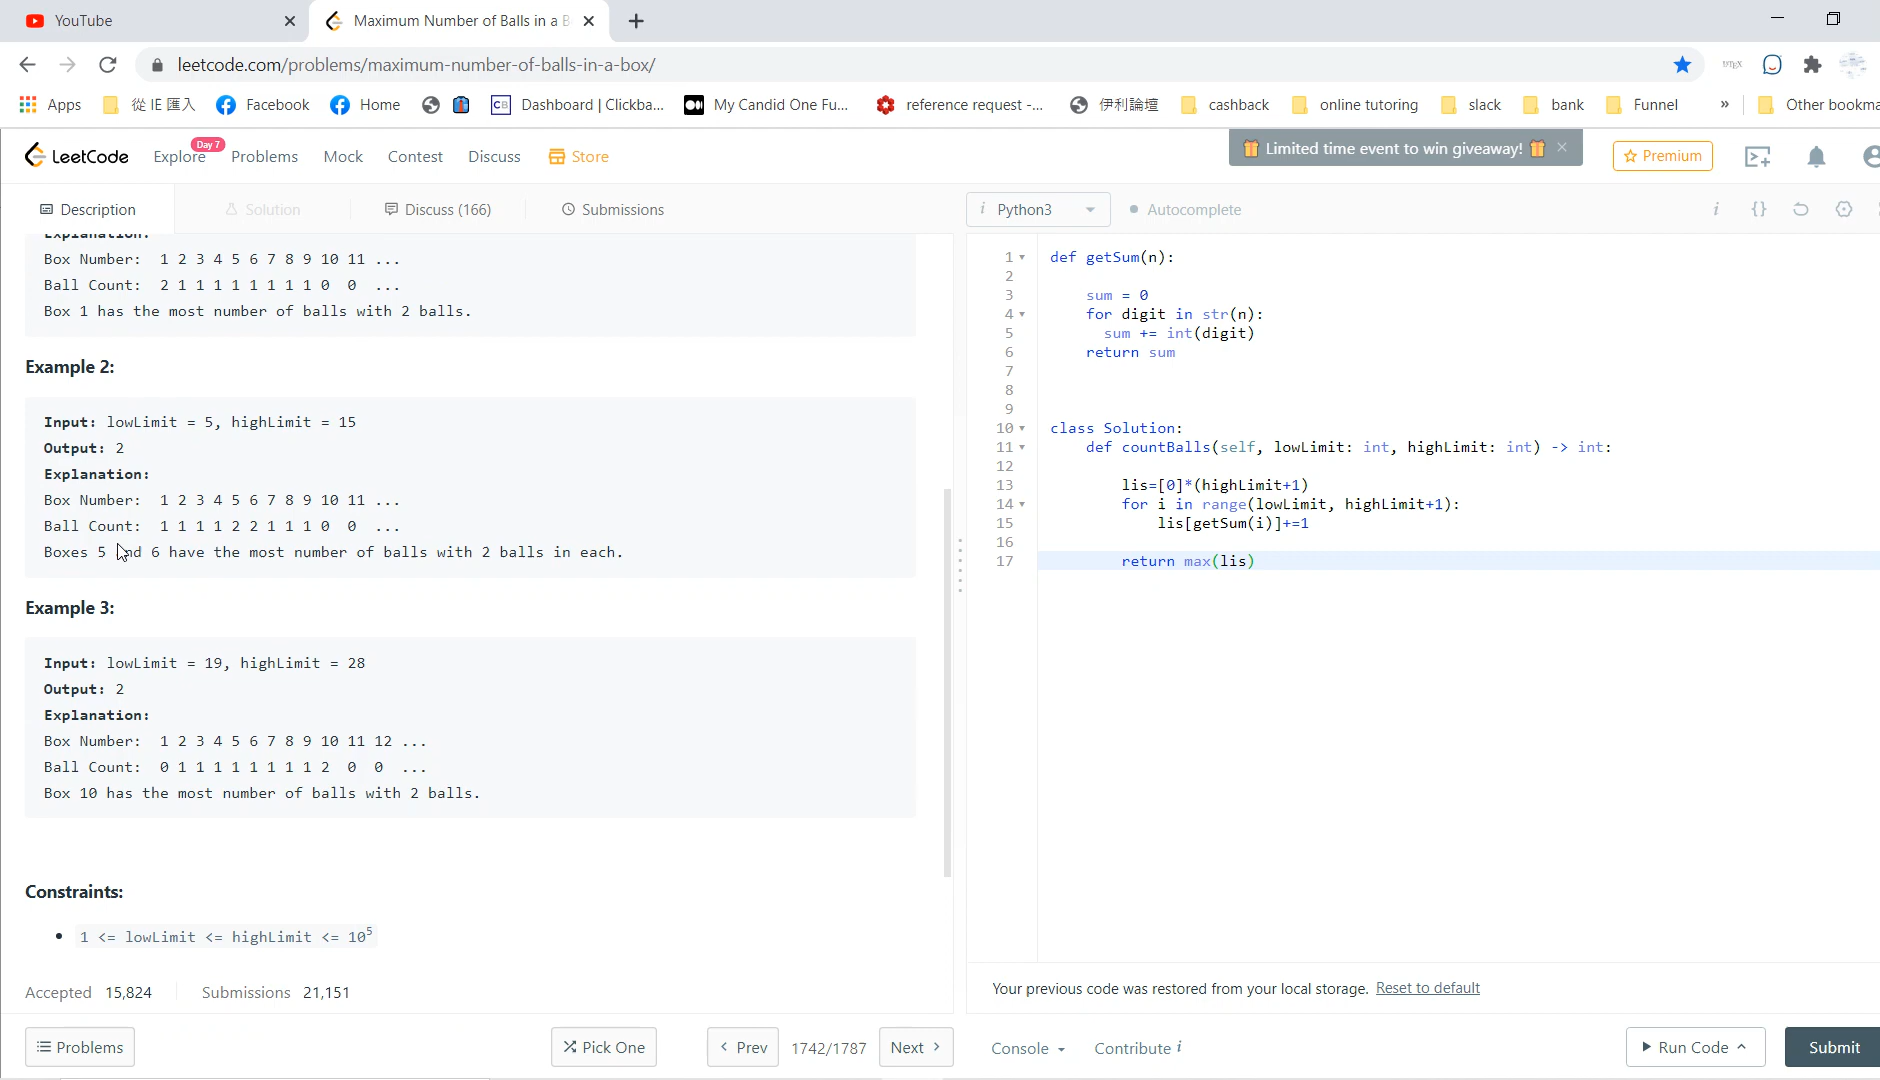 YouTube
Maximum Number of Balls in a B
leetcode.com/problems/maximum-number-of-balls-in-a-box/
Apps
從 IE 匯入
Facebook
Home
CB Dashboard | Clickba...
My Candid One Fu...
reference request -...
伊利論壇
cashback
online tutoring
slack
bank
Funnel
»
Other bookma
LeetCode
Explore
Day 7
Problems
Mock
Contest
Discuss
Store
Limited time event to win giveaway!
Premium
Description
Solution
Discuss (166)
Submissions
i Python3
Autocomplete
i {}
Explanation:
Box Number: 1 2 3 4 5 6 7 8 9 10 11 ...
Ball Count: 2 1 1 1 1 1 1 1 1 0 0 ...
Box 1 has the most number of balls with 2 balls.
Example 2:
Input: lowLimit = 5, highLimit = 15
Output: 2
Explanation:
Box Number: 1 2 3 4 5 6 7 8 9 10 11 ...
Ball Count: 1 1 1 1 2 2 1 1 1 0 0 ...
Boxes 5 and 6 have the most number of balls with 2 balls in each.
Example 3:
Input: lowLimit = 19, highLimit = 28
Output: 2
Explanation:
Box Number: 1 2 3 4 5 6 7 8 9 10 11 12 ...
Ball Count: 0 1 1 1 1 1 1 1 1 2 0 0 ...
Box 10 has the most number of balls with 2 balls.
Constraints:
1 <= lowLimit <= highLimit <= 10^5
Accepted 15,824
Submissions 21,151
1 def getSum(n):
2
3 sum = 0
4 for digit in str(n):
5 sum += int(digit)
6 return sum
7
8
9
10 class Solution:
11 def countBalls(self, lowLimit: int, highLimit: int) -> int:
12
13 lis=[0]*(highLimit+1)
14 for i in range(lowLimit, highLimit+1):
15 lis[getSum(i)]+=1
16
17 return max(lis)
Your previous code was restored from your local storage. Reset to default
Problems
Pick One
Prev
1742/1787
Next
Console
Contribute i
Run Code
Submit